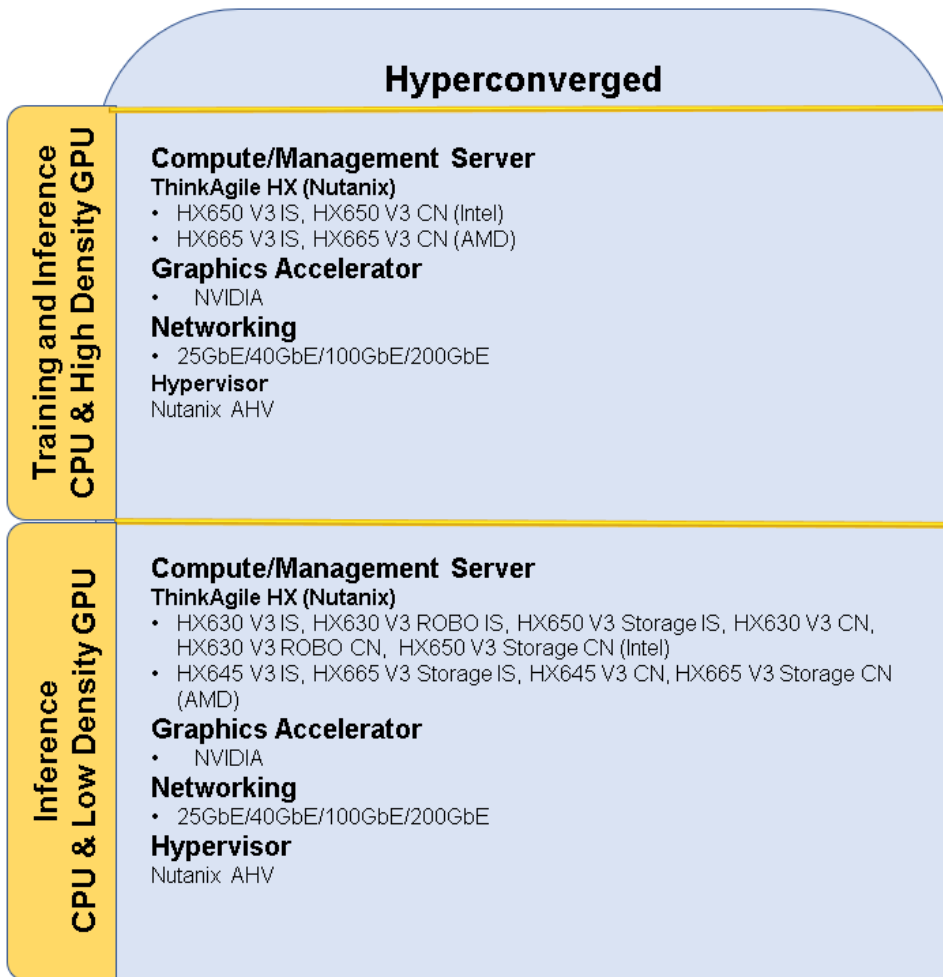 Hyperconverged
Training and Inference
CPU & High Density GPU
Compute/Management Server
ThinkAgile HX (Nutanix)
• HX650 V3 IS, HX650 V3 CN (Intel)
• HX665 V3 IS, HX665 V3 CN (AMD)
Graphics Accelerator
• NVIDIA
Networking
• 25GbE/40GbE/100GbE/200GbE
Hypervisor
Nutanix AHV
Inference
CPU & Low Density GPU
Compute/Management Server
ThinkAgile HX (Nutanix)
• HX630 V3 IS, HX630 V3 ROBO IS, HX650 V3 Storage IS, HX630 V3 CN,
HX630 V3 ROBO CN, HX650 V3 Storage CN (Intel)
• HX645 V3 IS, HX665 V3 Storage IS, HX645 V3 CN, HX665 V3 Storage CN
(AMD)
Graphics Accelerator
• NVIDIA
Networking
• 25GbE/40GbE/100GbE/200GbE
Hypervisor
Nutanix AHV